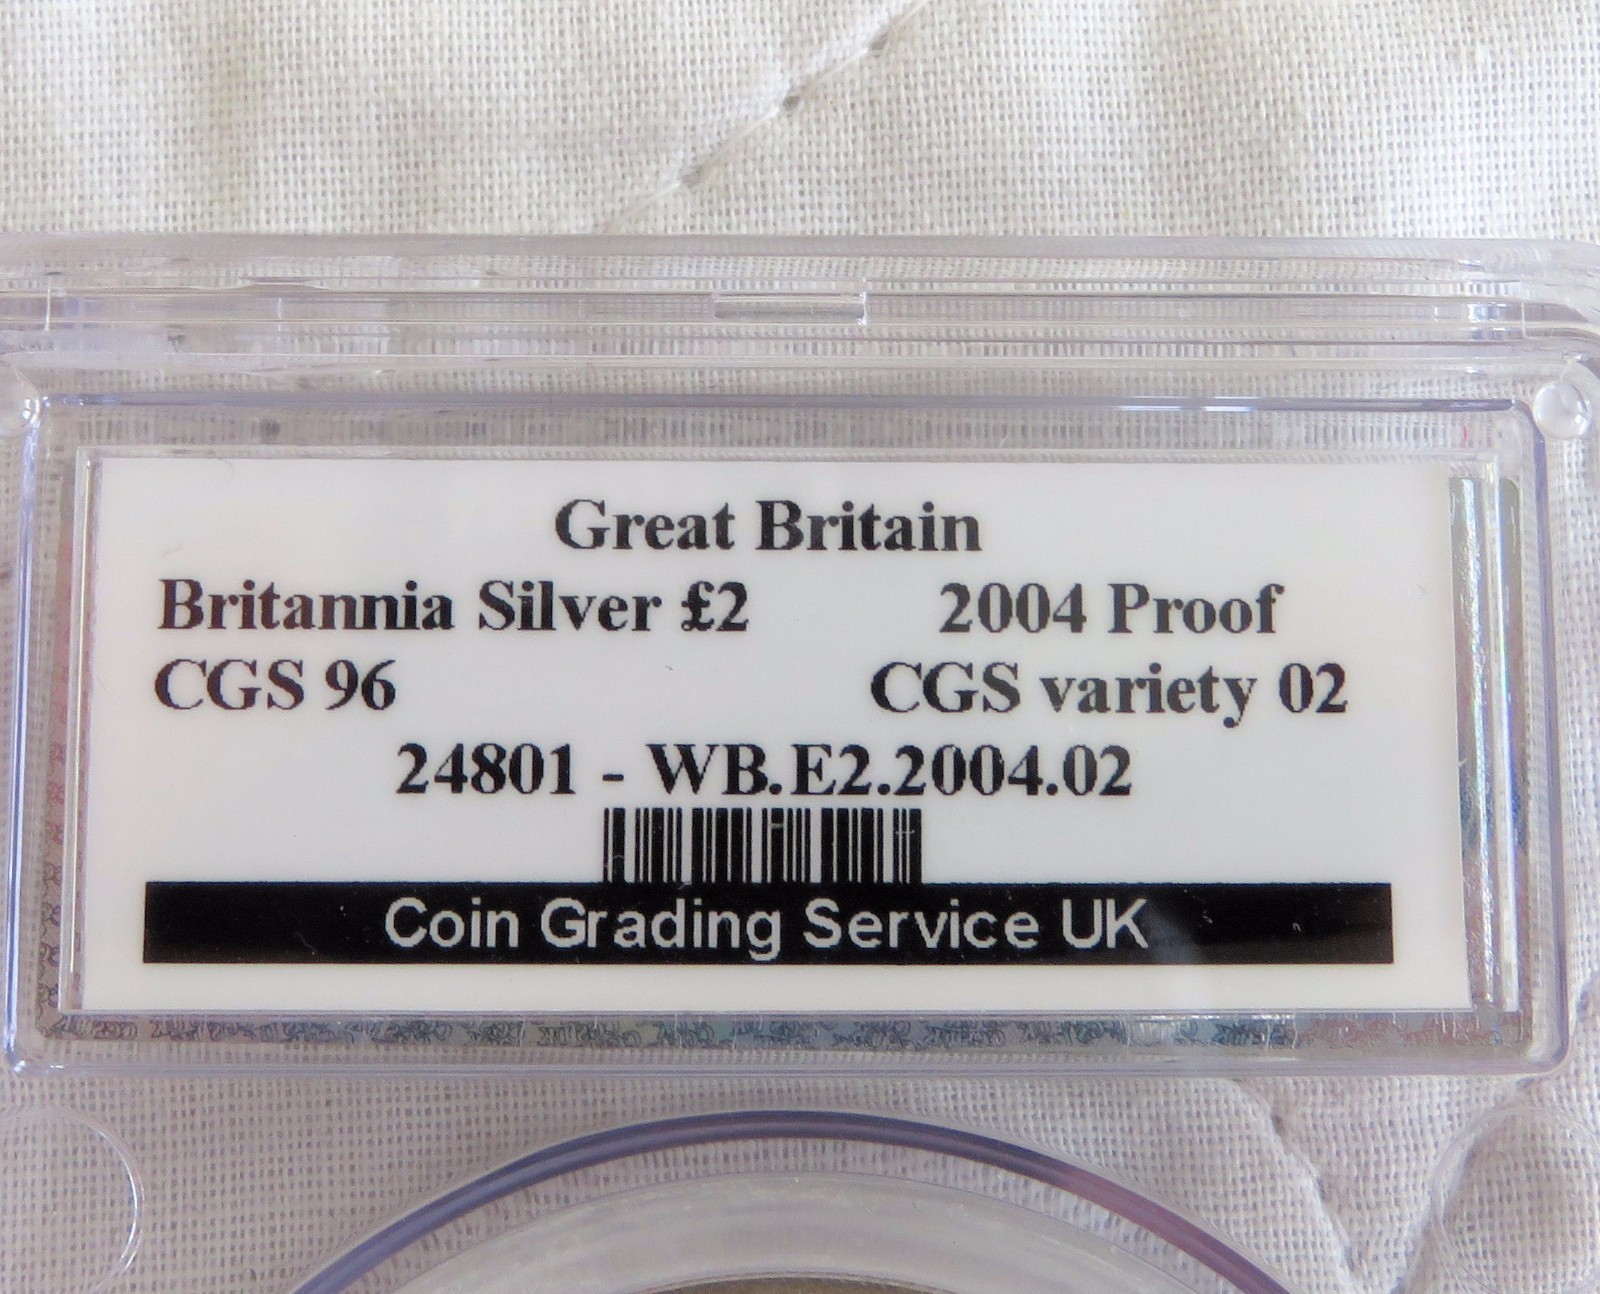 Great Britain
Britannia Silver £2 2004 Proof
CGS 96 CGS variety 02
24801 - WB.E2.2004.02
Coin Grading Service UK